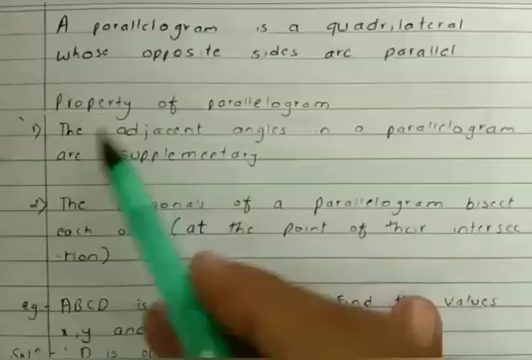 A parallelogram is a quadrilateral
whose opposite sides are parallel
Property of parallelogram
1) The adjacent angles in a parallelogram
are supplementary
2) The of a parallelogram bisect
each (at the point of their intersec
-tion)
eg:- ABCD is Find the values
x, y and
Soln:- D is